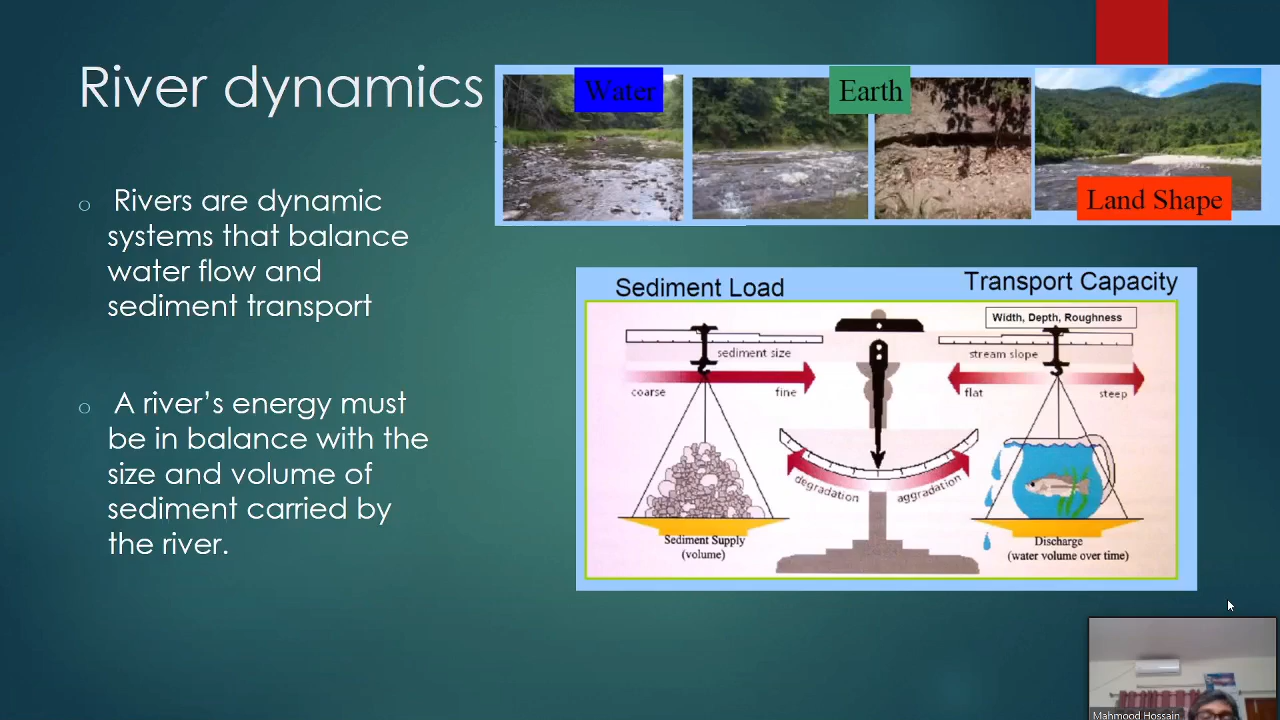 River dynamics
Water
Earth
Land Shape
o Rivers are dynamic
systems that balance
water flow and
sediment transport
o A river’s energy must
be in balance with the
size and volume of
sediment carried by
the river.
Sediment Load
Transport Capacity
Width, Depth, Roughness
sediment size
stream slope
coarse
fine
flat
steep
degradation
aggradation
Sediment Supply
(volume)
Discharge
(water volume over time)
Mahmood Hossain